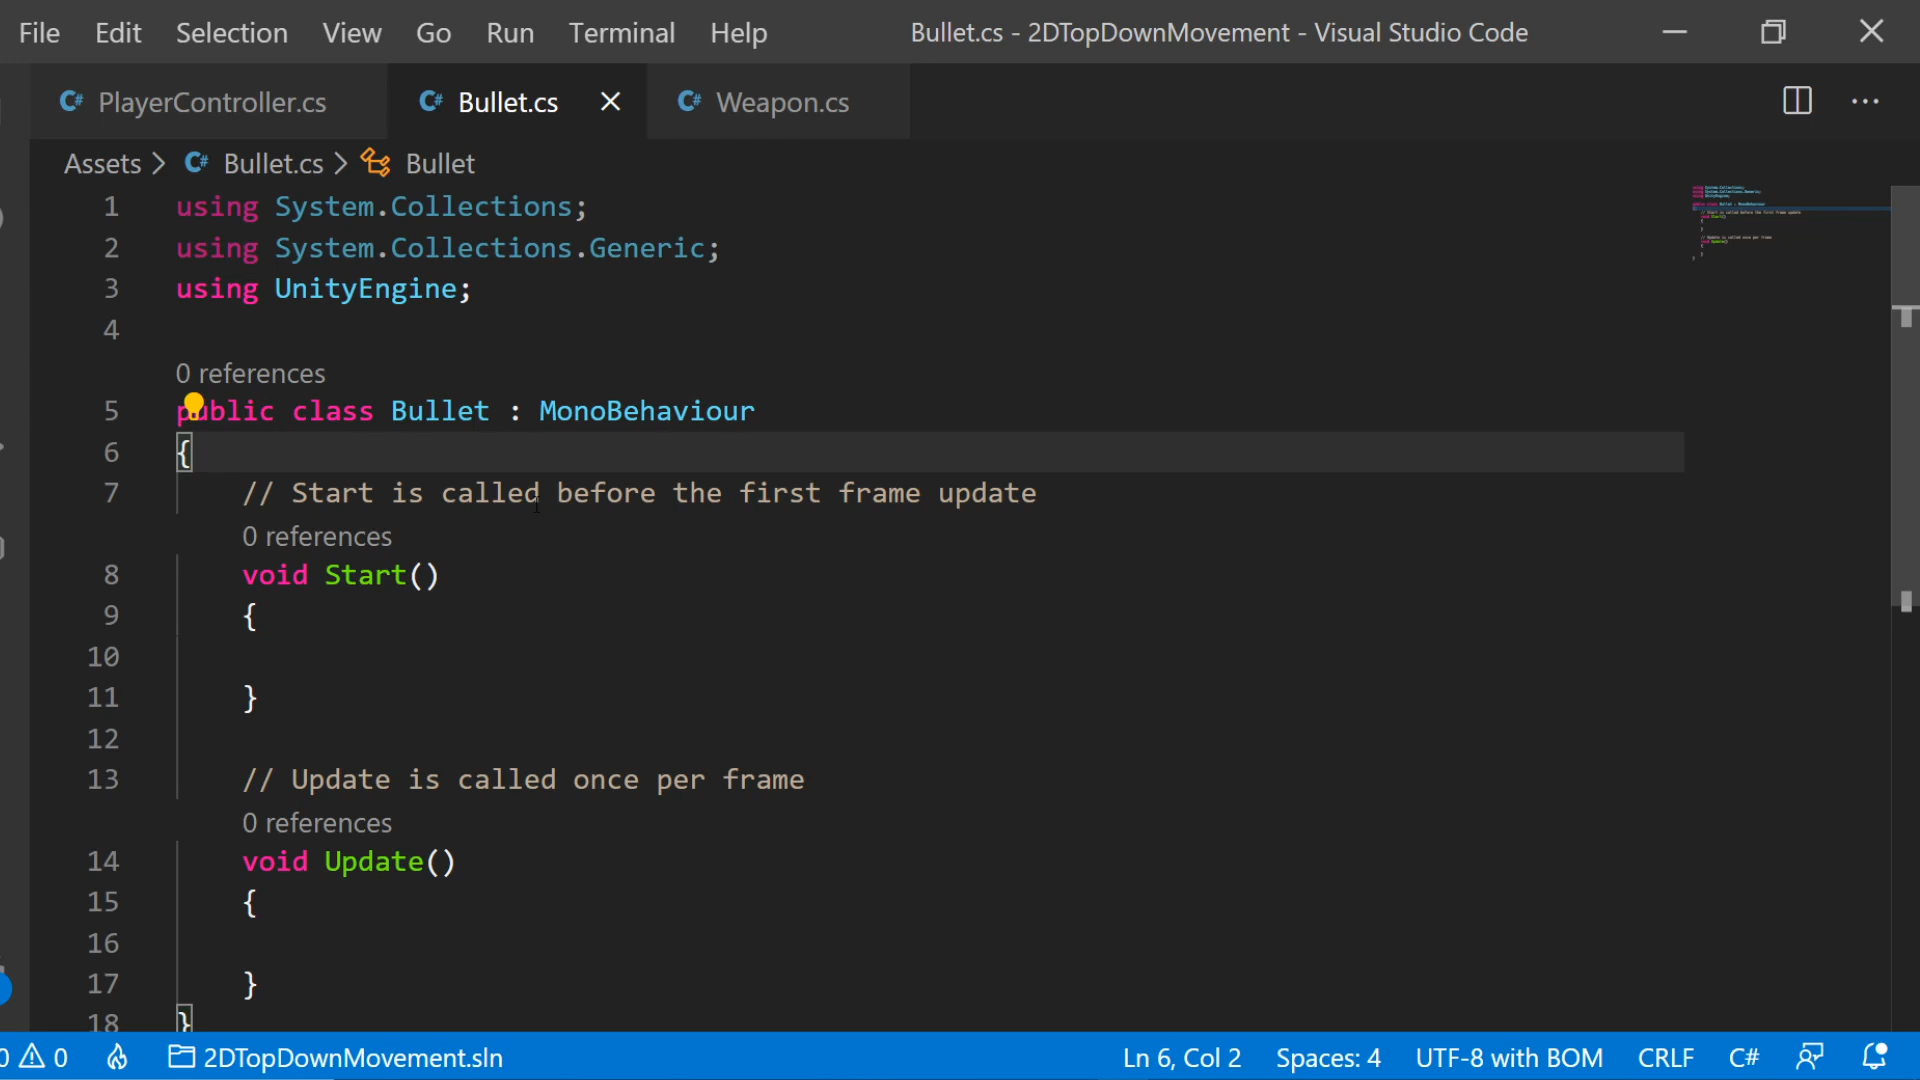 File Edit Selection View Go Run Terminal Help Bullet.cs - 2DTopDownMovement - Visual Studio Code
C# PlayerController.cs C# Bullet.cs C# Weapon.cs
Assets > C# Bullet.cs > Bullet
1 using System.Collections;
2 using System.Collections.Generic;
3 using UnityEngine;
4
0 references
5 public class Bullet : MonoBehaviour
6 {
7 // Start is called before the first frame update
0 references
8 void Start()
9 {
10
11 }
12
13 // Update is called once per frame
0 references
14 void Update()
15 {
16
17 }
18 }
0 0 2DTopDownMovement.sln Ln 6, Col 2 Spaces: 4 UTF-8 with BOM CRLF C#